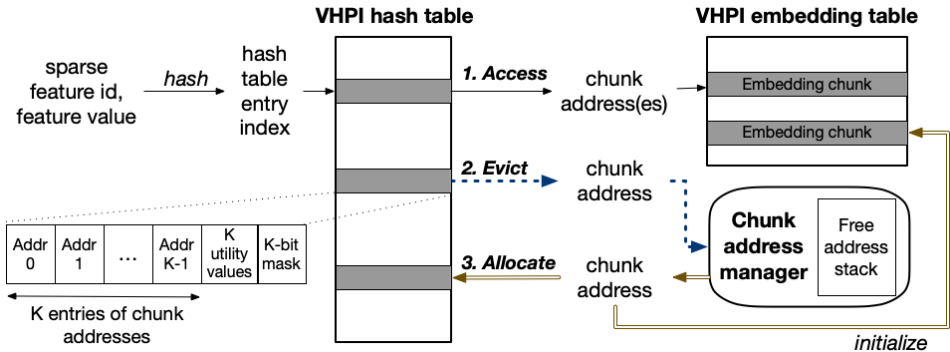 VHPI hash table
VHPI embedding table
sparse
feature id,
feature value
hash
hash
table
entry
index
1. Access
chunk
address(es)
Embedding chunk
Embedding chunk
2. Evict
chunk
address
Chunk
address
manager
Free
address
stack
3. Allocate
chunk
address
initialize
Addr
0
Addr
1
...
Addr
K-1
K
utility
values
K-bit
mask
K entries of chunk
addresses